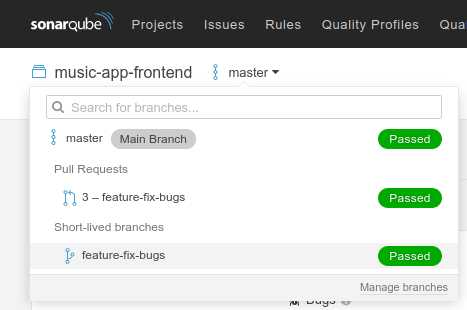 sonarqube Projects Issues Rules Quality Profiles Qua
music-app-frontend master
Search for branches...
master Main Branch Passed
Pull Requests
3 – feature-fix-bugs Passed
Short-lived branches
feature-fix-bugs Passed
Manage branches
Bugs